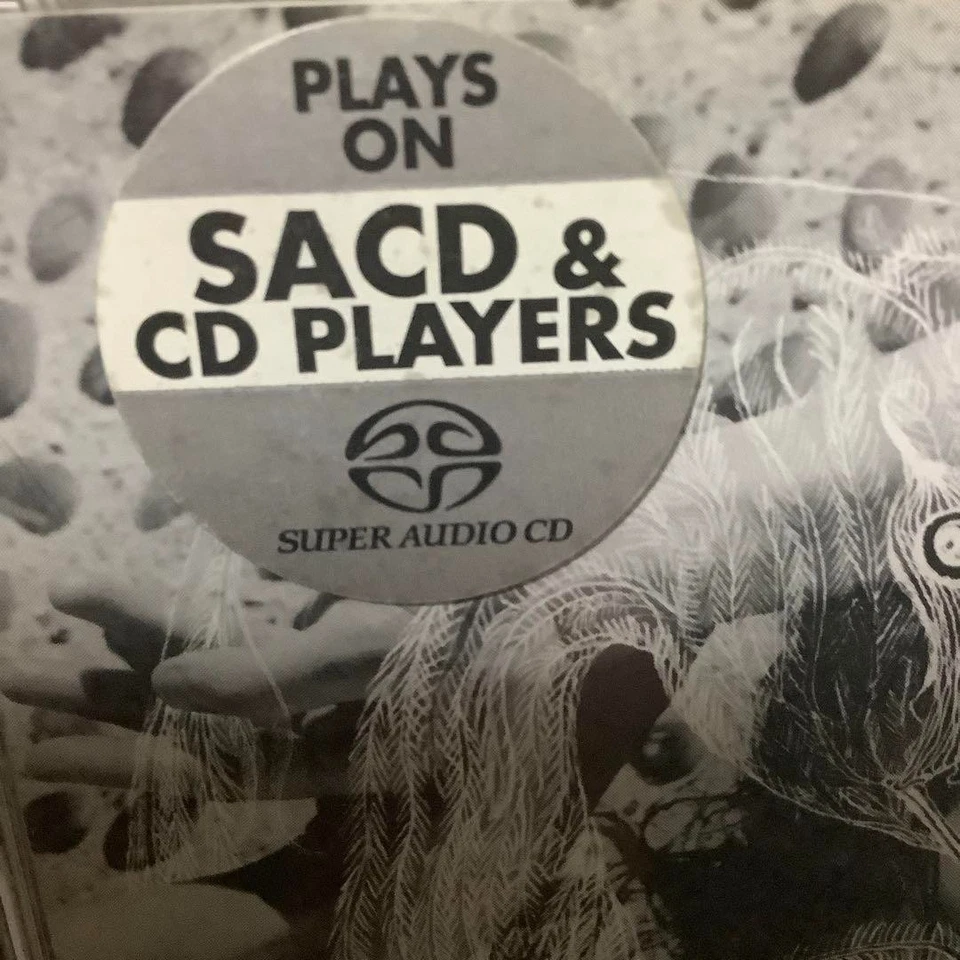 PLAYS
ON
SACD &
CD PLAYERS
SUPER AUDIO CD